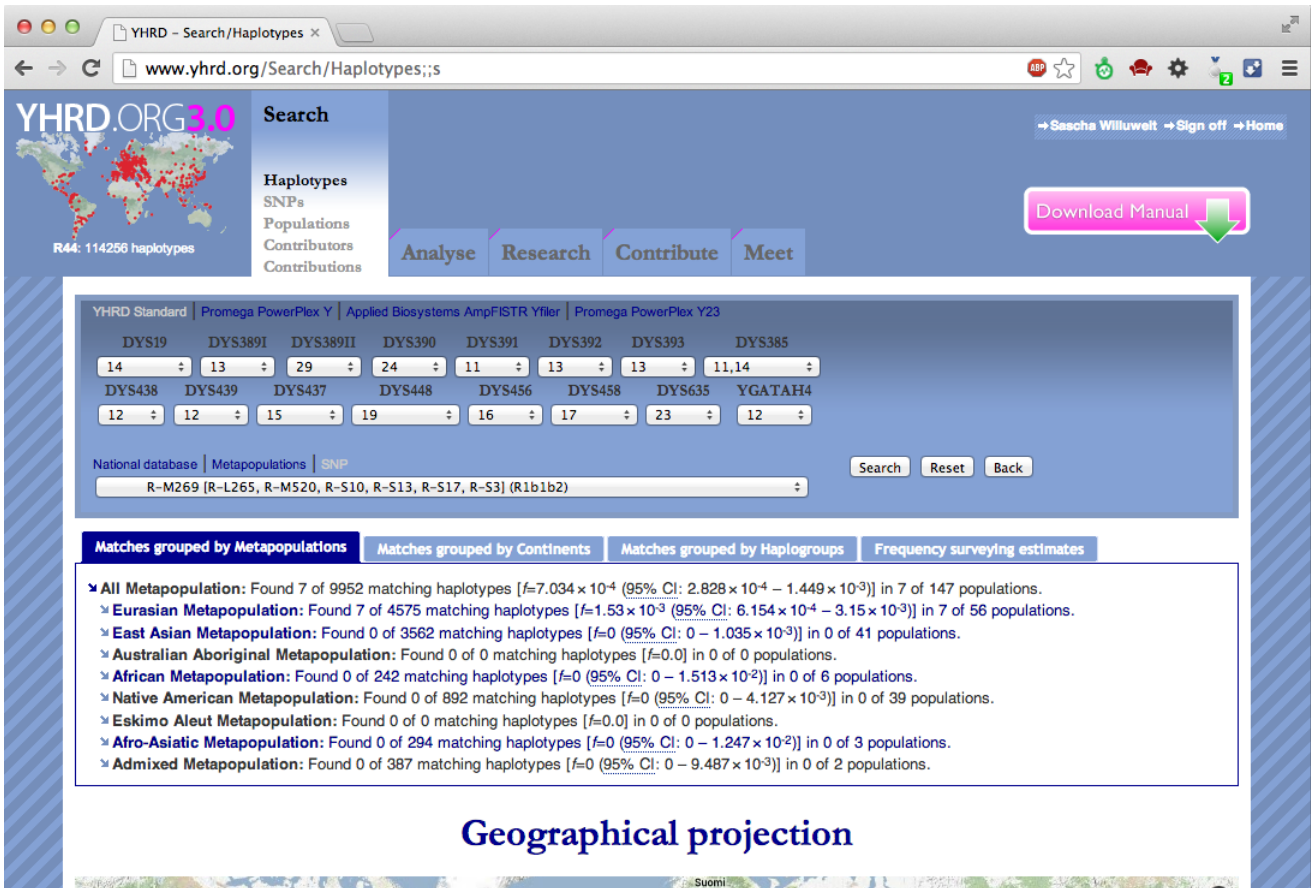 YHRD – Search/Haplotypes ×
www.yhrd.org/Search/Haplotypes;;s
ABP
2
YHRD.ORG3.0
Search
→Sascha Willuweit →Sign off →Home
Haplotypes
SNPs
Populations
Contributors
Contributions
Download Manual
R44: 114256 haplotypes
Analyse Research Contribute Meet
YHRD Standard | Promega PowerPlex Y | Applied Biosystems AmpFlSTR Yfiler | Promega PowerPlex Y23
DYS19 DYS389I DYS389II DYS390 DYS391 DYS392 DYS393 DYS385
14 13 29 24 11 13 13 11,14
DYS438 DYS439 DYS437 DYS448 DYS456 DYS458 DYS635 YGATAH4
12 12 15 19 16 17 23 12
National database | Metapopulations | SNP
Search Reset Back
R-M269 [R-L265, R-M520, R-S10, R-S13, R-S17, R-S3] (R1b1b2)
Matches grouped by Metapopulations Matches grouped by Continents Matches grouped by Haplogroups Frequency surveying estimates
All Metapopulation: Found 7 of 9952 matching haplotypes [f=7.034 × 10⁻⁴ (95% CI: 2.828 × 10⁻⁴ – 1.449 × 10⁻³)] in 7 of 147 populations.
Eurasian Metapopulation: Found 7 of 4575 matching haplotypes [f=1.53 × 10⁻³ (95% CI: 6.154 × 10⁻⁴ – 3.15 × 10⁻³)] in 7 of 56 populations.
East Asian Metapopulation: Found 0 of 3562 matching haplotypes [f=0 (95% CI: 0 – 1.035 × 10⁻³)] in 0 of 41 populations.
Australian Aboriginal Metapopulation: Found 0 of 0 matching haplotypes [f=0.0] in 0 of 0 populations.
African Metapopulation: Found 0 of 242 matching haplotypes [f=0 (95% CI: 0 – 1.513 × 10⁻²)] in 0 of 6 populations.
Native American Metapopulation: Found 0 of 892 matching haplotypes [f=0 (95% CI: 0 – 4.127 × 10⁻³)] in 0 of 39 populations.
Eskimo Aleut Metapopulation: Found 0 of 0 matching haplotypes [f=0.0] in 0 of 0 populations.
Afro-Asiatic Metapopulation: Found 0 of 294 matching haplotypes [f=0 (95% CI: 0 – 1.247 × 10⁻²)] in 0 of 3 populations.
Admixed Metapopulation: Found 0 of 387 matching haplotypes [f=0 (95% CI: 0 – 9.487 × 10⁻³)] in 0 of 2 populations.
Geographical projection
Suomi